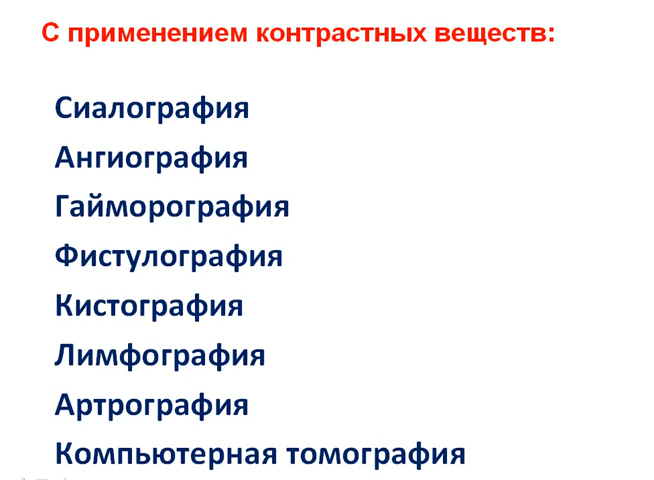 С применением контрастных веществ:
Сиалография
Ангиография
Гайморография
Фистулография
Кистография
Лимфография
Артрография
Компьютерная томография